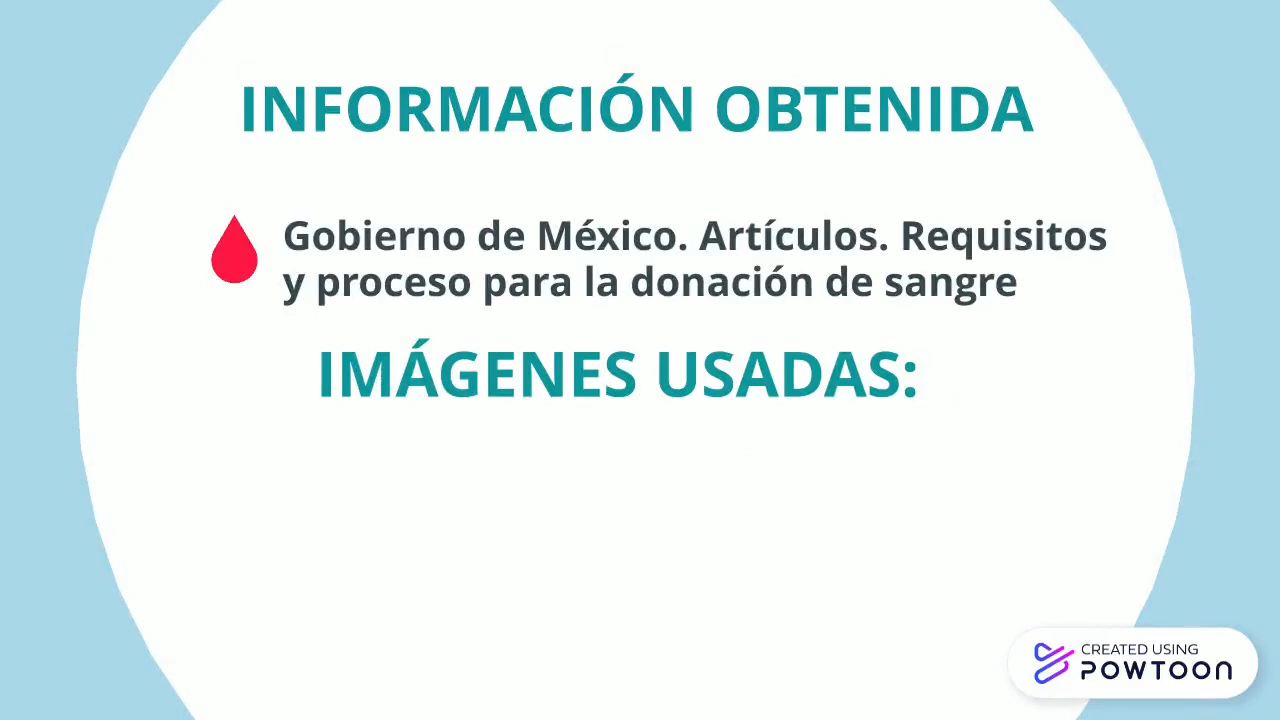 INFORMACIÓN OBTENIDA
Gobierno de México. Artículos. Requisitos
y proceso para la donación de sangre
IMÁGENES USADAS:
CREATED USING
POWTOON